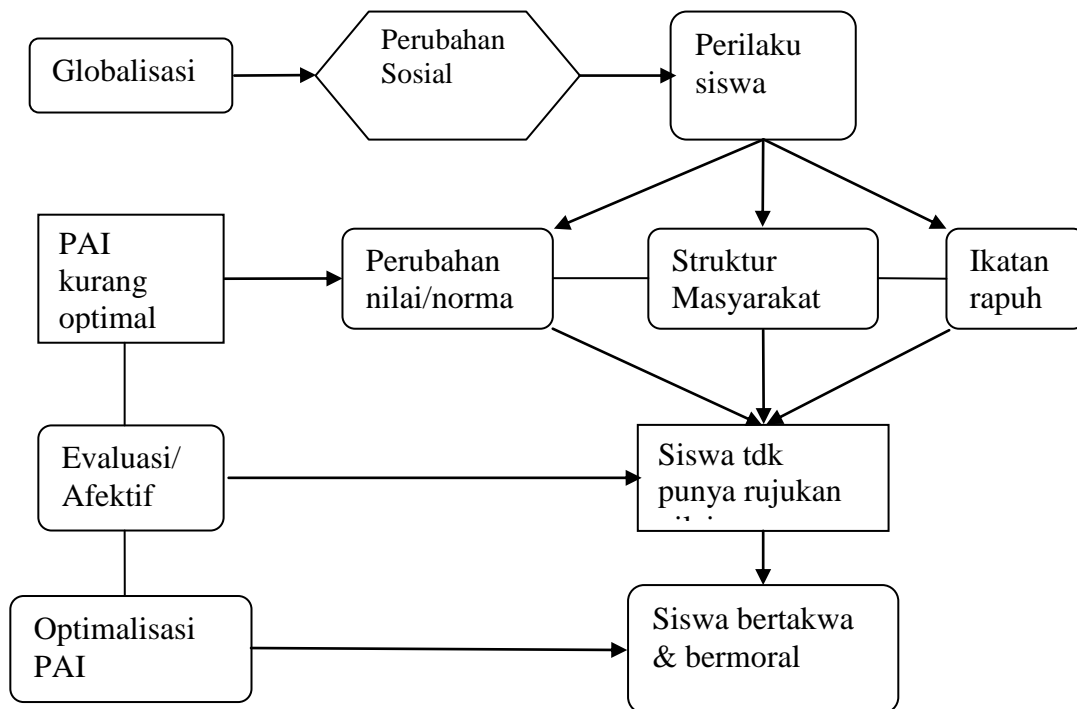 Globalisasi
Perubahan
Sosial
Perilaku
siswa
PAI
kurang
optimal
Perubahan
nilai/norma
Struktur
Masyarakat
Ikatan
rapuh
Evaluasi/
Afektif
Siswa tdk
punya rujukan
Optimalisasi
PAI
Siswa bertakwa
& bermoral